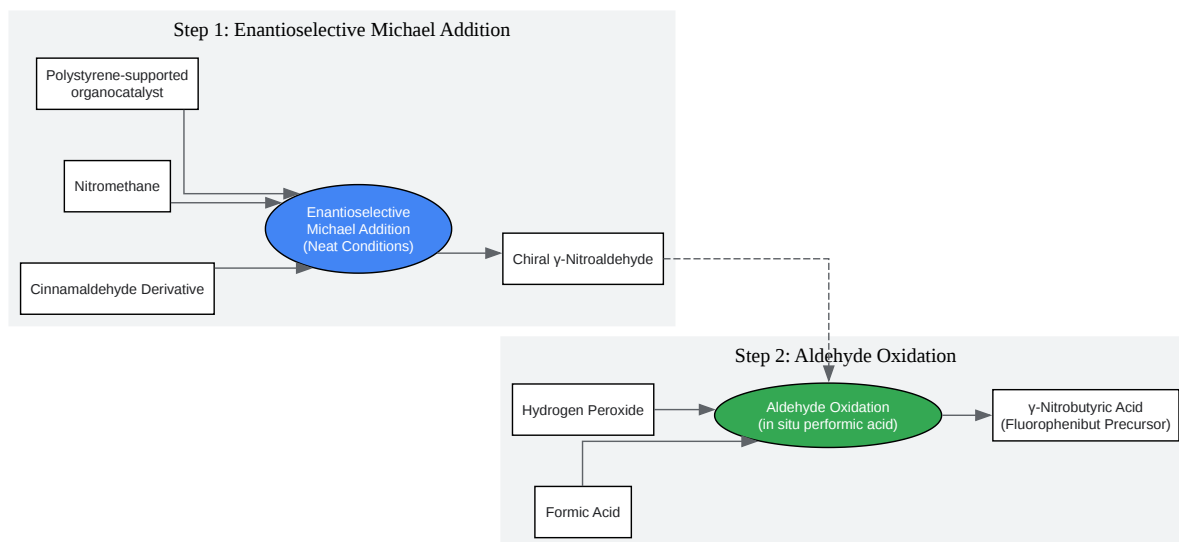 Step 1: Enantioselective Michael Addition
Polystyrene-supported
organocatalyst
Nitromethane
Cinnamaldehyde Derivative
Enantioselective
Michael Addition
(Neat Conditions)
Chiral γ-Nitroaldehyde
Step 2: Aldehyde Oxidation
Hydrogen Peroxide
Formic Acid
Aldehyde Oxidation
(in situ performic acid)
γ-Nitrobutyric Acid
(Fluorophenibut Precursor)